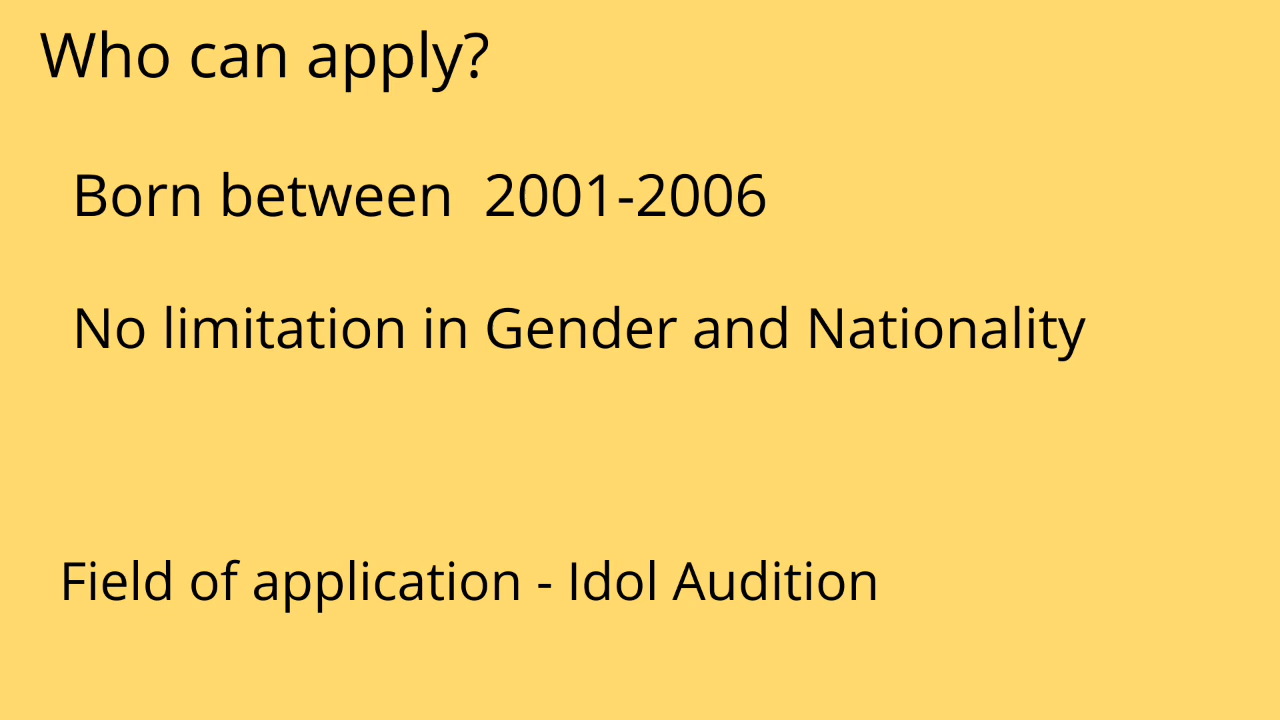 Who can apply?
Born between  2001-2006
No limitation in Gender and Nationality
Field of application - Idol Audition